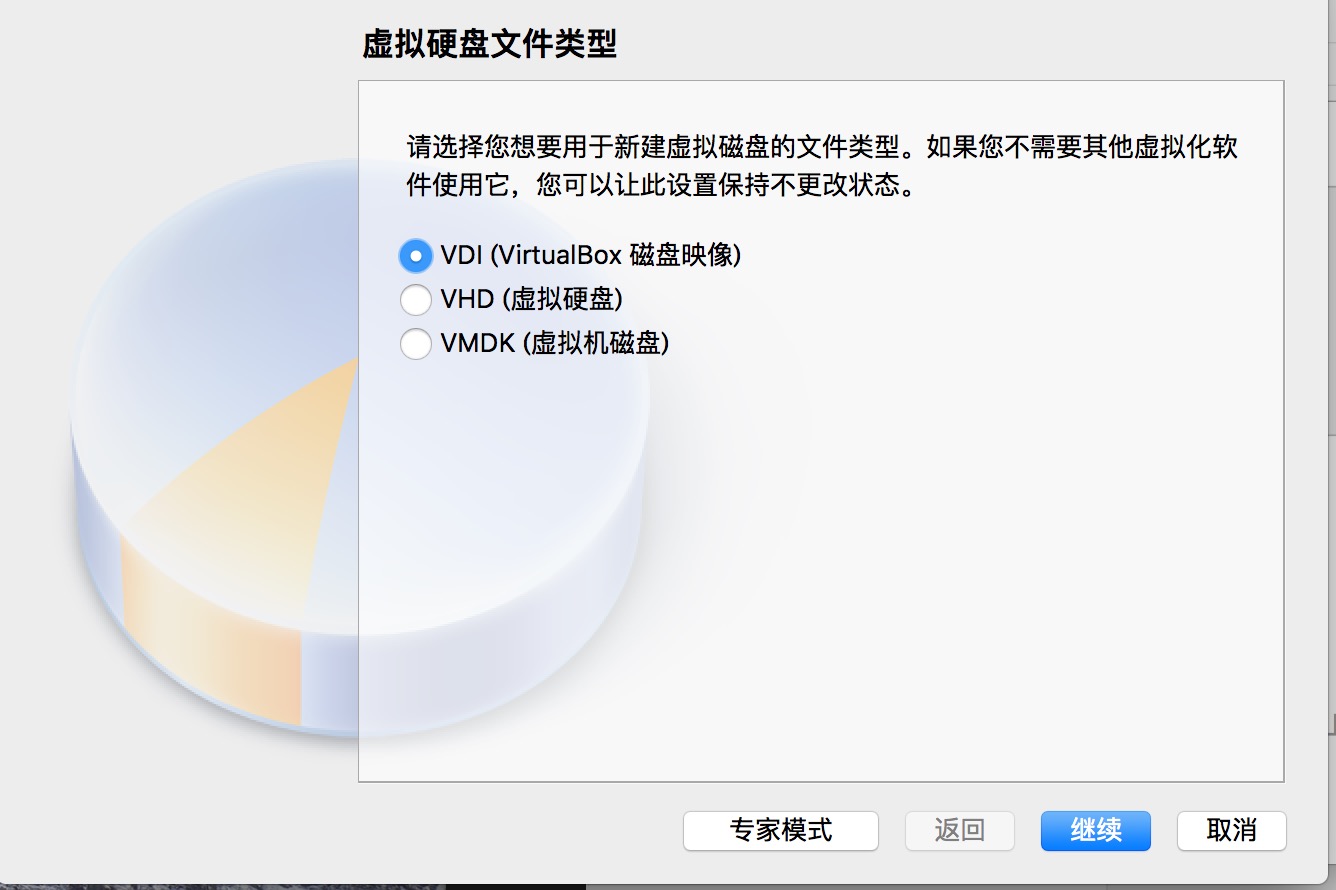 虚拟硬盘文件类型
请选择您想要用于新建虚拟磁盘的文件类型。如果您不需要其他虚拟化软
件使用它，您可以让此设置保持不更改状态。
VDI (VirtualBox 磁盘映像)
VHD (虚拟硬盘)
VMDK (虚拟机磁盘)
专家模式 返回 继续 取消